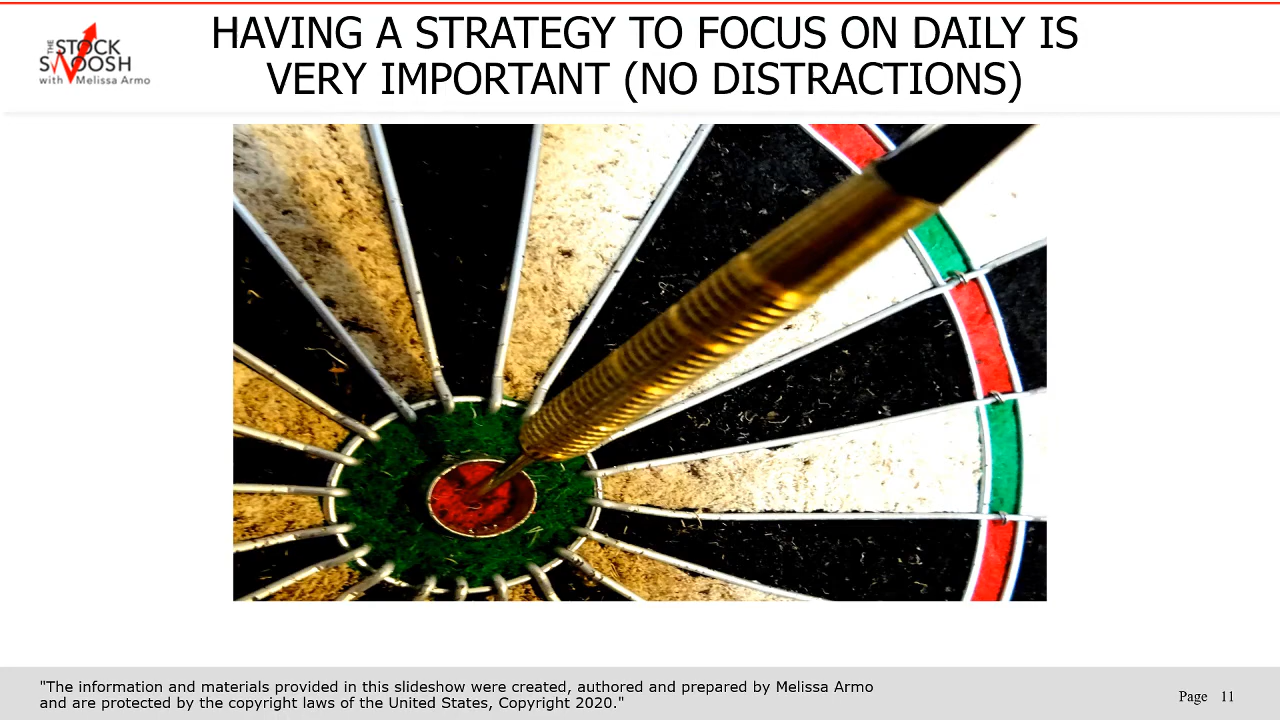 HAVING A STRATEGY TO FOCUS ON DAILY IS
VERY IMPORTANT (NO DISTRACTIONS)
THE
STOCK
SWOOSH
with Melissa Armo
"The information and materials provided in this slideshow were created, authored and prepared by Melissa Armo
and are protected by the copyright laws of the United States, Copyright 2020."
Page 11